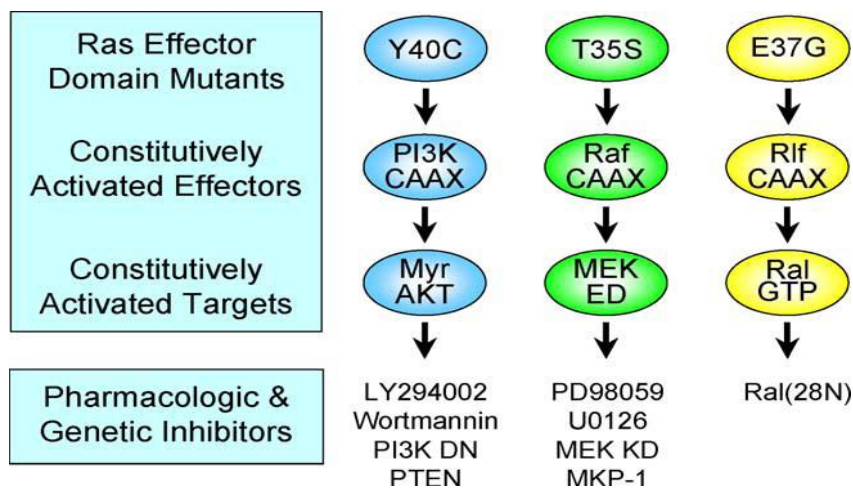 Ras Effector
Domain Mutants
Y40C
T35S
E37G
Constitutively
Activated Effectors
PI3K
CAAX
Raf
CAAX
Rlf
CAAX
Constitutively
Activated Targets
Myr
AKT
MEK
ED
Ral
GTP
Pharmacologic &
Genetic Inhibitors
LY294002
Wortmannin
PI3K DN
PTEN
PD98059
U0126
MEK KD
MKP-1
Ral(28N)